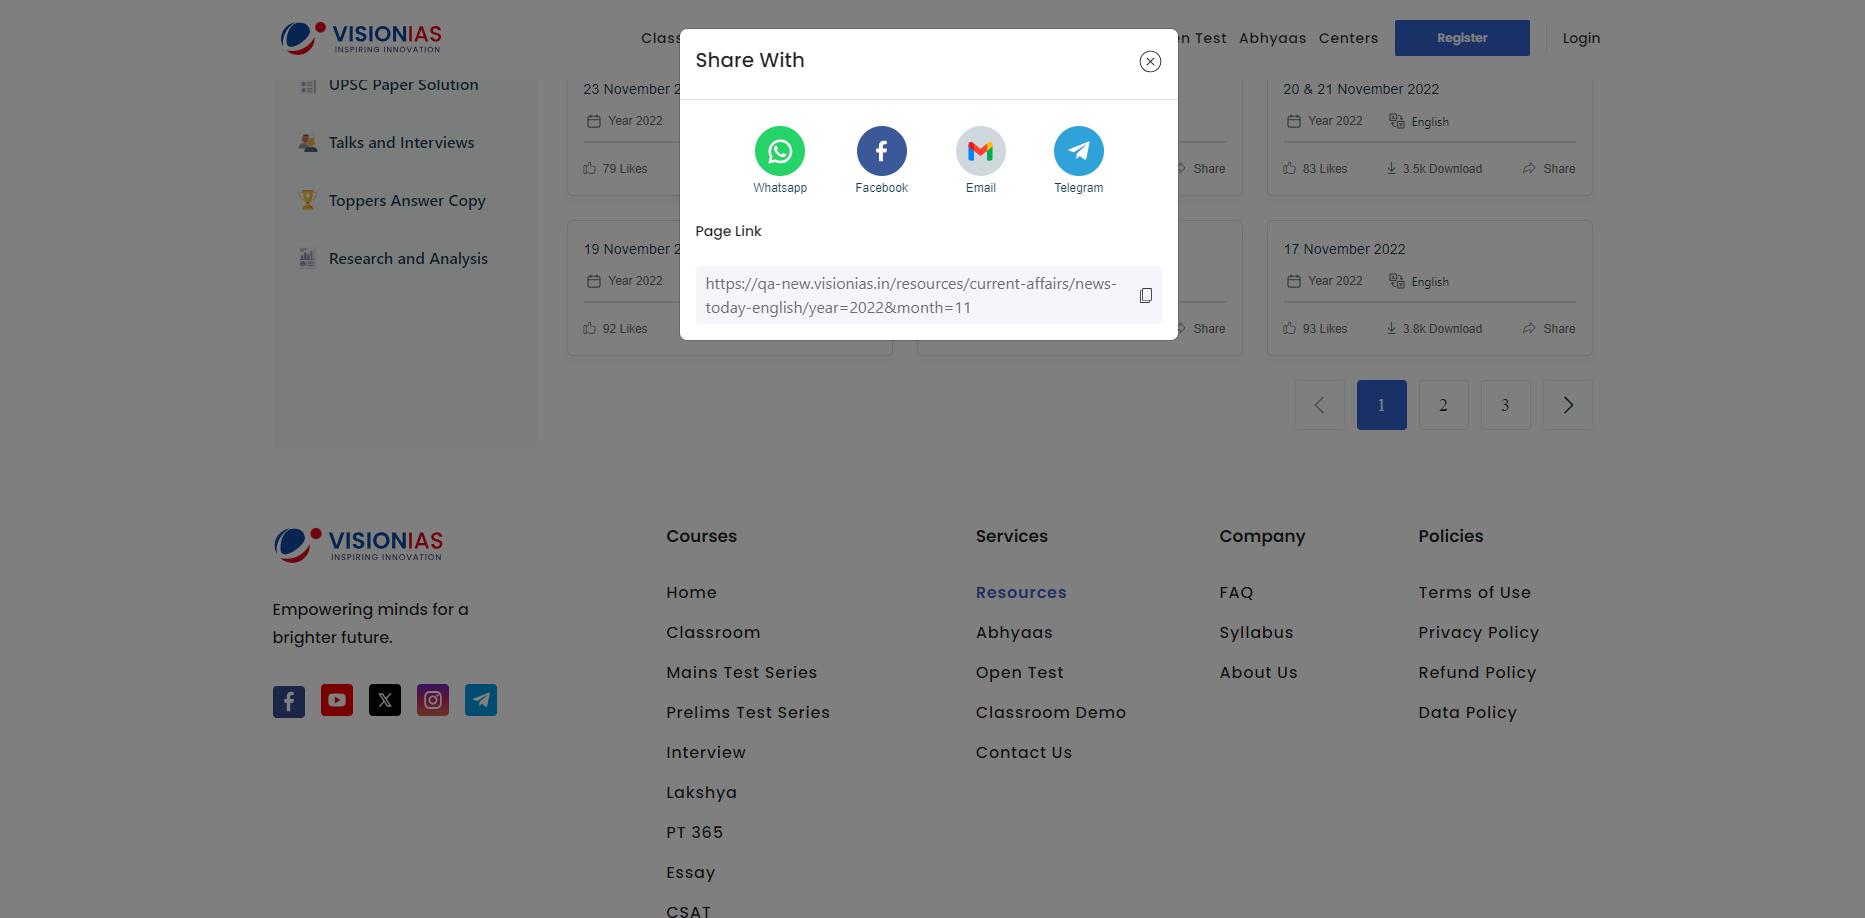 VISIONIAS
INSPIRING INNOVATION
Test Abhyaas Centers Register Login
Share With
Whatsapp Facebook Email Telegram
Page Link
https://qa-new.visionias.in/resources/current-affairs/news-
today-english/year=2022&month=11
UPSC Paper Solution
Talks and Interviews
Toppers Answer Copy
Research and Analysis
23 November
Year 2022
79 Likes
Share
20 & 21 November 2022
Year 2022 English
83 Likes 3.5k Download Share
19 November
Year 2022
92 Likes
Share
17 November 2022
Year 2022 English
93 Likes 3.8k Download Share
1 2 3
VISIONIAS
INSPIRING INNOVATION
Empowering minds for a
brighter future.
Courses
Home
Classroom
Mains Test Series
Prelims Test Series
Interview
Lakshya
PT 365
Essay
CSAT
Services
Resources
Abhyaas
Open Test
Classroom Demo
Contact Us
Company
FAQ
Syllabus
About Us
Policies
Terms of Use
Privacy Policy
Refund Policy
Data Policy